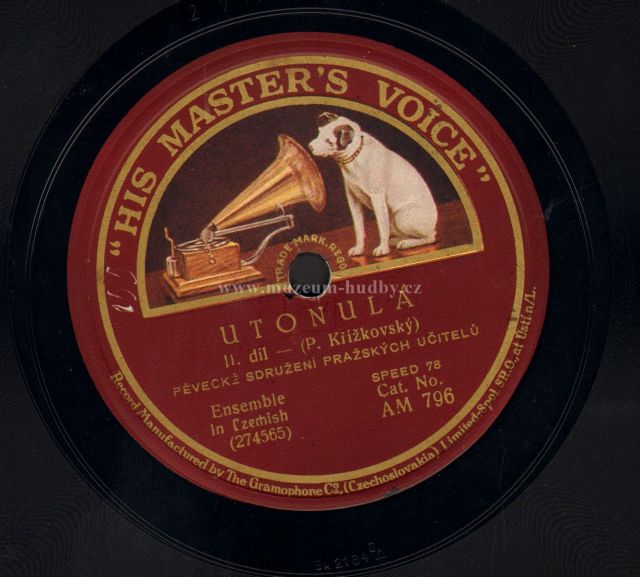 "HIS MASTER'S VOICE"
TRADE-MARK. REGD
www.muzeum-hudby.cz
UTONULÁ
II. díl — (P. Křížkovský)
PĚVECKÉ SDRUŽENÍ PRAŽSKÝCH UČITELŮ
Ensemble
In Czemish
(274565)
SPEED 78
Cat. No.
AM 796
Record Manufactured by The Gramophone Co., (Czechoslovakia) Limited-Spol. SR.O., at Ústí n/L.